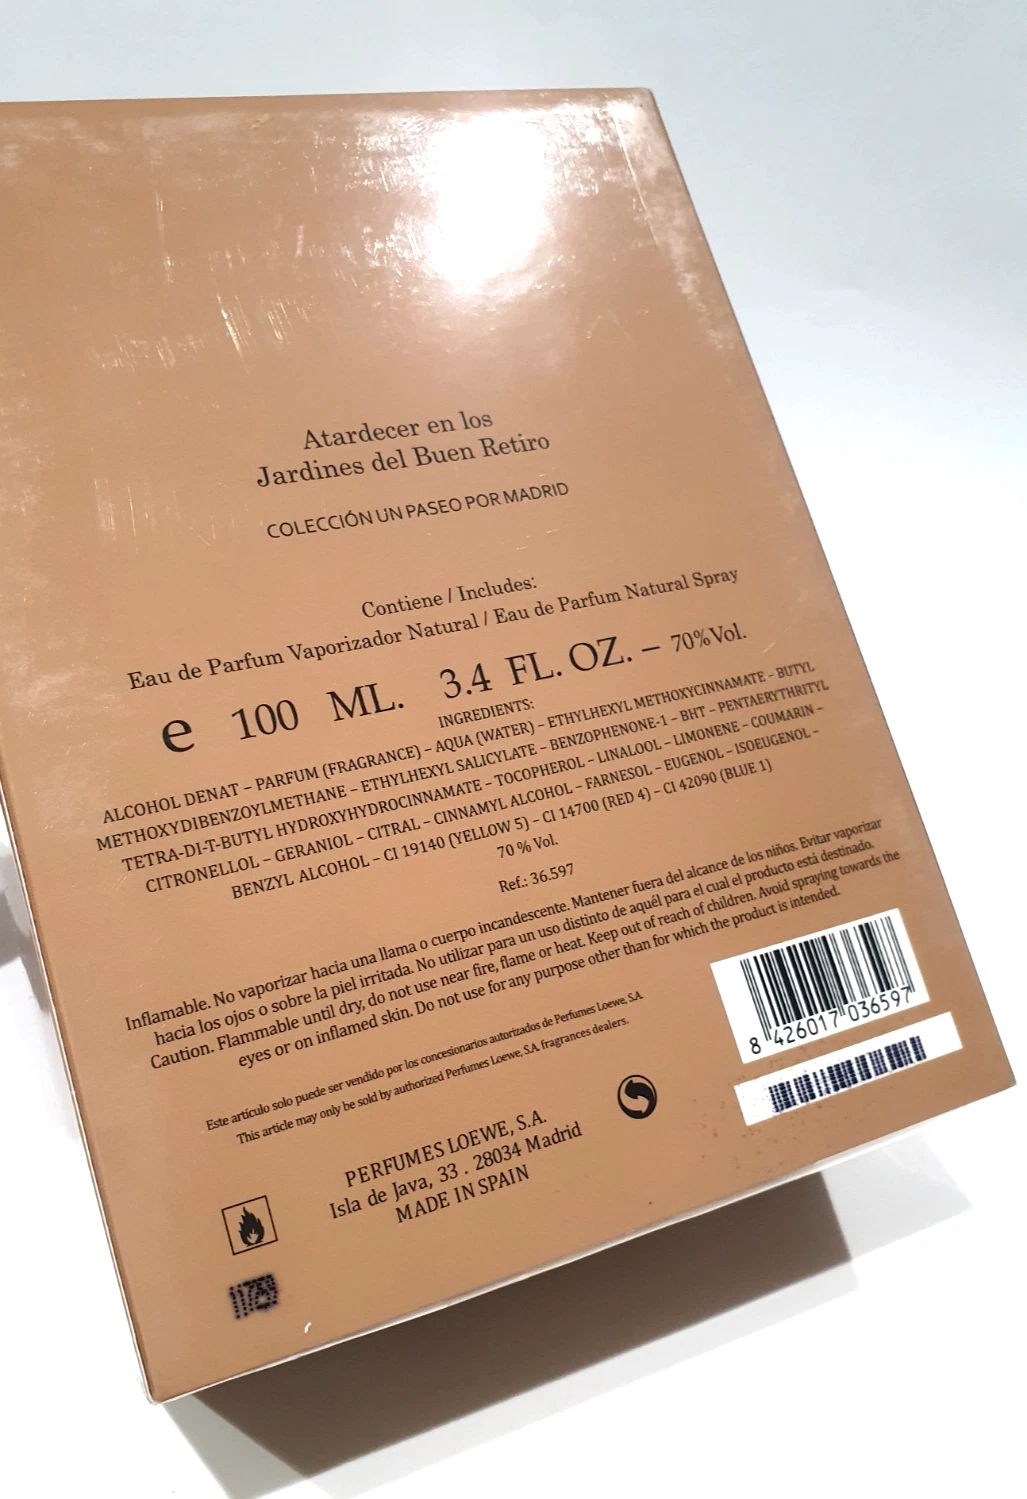 Atardecer en los
Jardines del Buen Retiro
COLECCIÓN UN PASEO POR MADRID
Contiene / Includes:
Eau de Parfum Vaporizador Natural / Eau de Parfum Natural Spray
e 100 ML. 3.4 FL. OZ. – 70%Vol.
INGREDIENTS:
ALCOHOL DENAT – PARFUM (FRAGRANCE) – AQUA (WATER) – ETHYLHEXYL METHOXYCINNAMATE – BUTYL
METHOXYDIBENZOYLMETHANE – ETHYLHEXYL SALICYLATE – BENZOPHENONE-1 – BHT – PENTAERYTHRITYL
TETRA-DI-T-BUTYL HYDROXYHYDROCINNAMATE – TOCOPHEROL – LINALOOL – LIMONENE – COUMARIN –
CITRONELLOL – GERANIOL – CITRAL – CINNAMYL ALCOHOL – FARNESOL – EUGENOL – ISOEUGENOL –
BENZYL ALCOHOL – CI 19140 (YELLOW 5) – CI 14700 (RED 4) – CI 42090 (BLUE 1)
70 % Vol.
Ref.: 36.597
Inflamable. No vaporizar hacia una llama o cuerpo incandescente. Mantener fuera del alcance de los niños. Evitar vaporizar
hacia los ojos o sobre la piel irritada. No utilizar para un uso distinto de aquél para el cual el producto está destinado.
Caution. Flammable until dry, do not use near fire, flame or heat. Keep out of reach of children. Avoid spraying towards the
eyes or on inflamed skin. Do not use for any purpose other than for which the product is intended.
8 426017 036597
Este artículo solo puede ser vendido por los concesionarios autorizados de Perfumes Loewe, S.A.
This article may only be sold by authorized Perfumes Loewe, S.A. fragrances dealers.
PERFUMES LOEWE, S.A.
Isla de Java, 33 . 28034 Madrid
MADE IN SPAIN